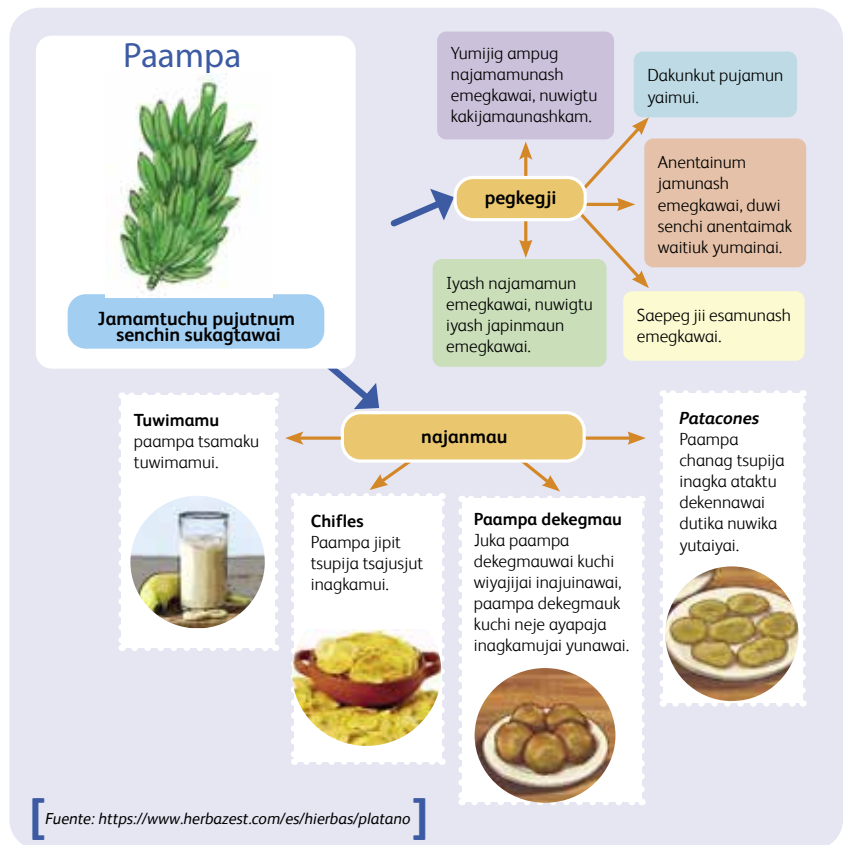 Paampa
Jamamtuchu pujutnum
senchin sukagtawai
Yumijig ampug
najamamunash
emegkawai, nuwigtu
kakijamaunashkam.
Dakunkut pujamun
yaimui.
pegkegji
Anentainum
jamunash
emegkawai, duwi
senchi anentaimak
waitiuk yumainai.
Iyash najamamun
emegkawai, nuwigtu
iyash japinmaun
emegkawai.
Saepeg jii esamunash
emegkawai.
najanmau
Tuwimamu
paampa tsamaku
tuwimamui.
Chifles
Paampa jipit
tsupija tsajusjut
inagkamui.
Paampa dekegmau
Juka paampa
dekegmauwai kuchi
wiyajijai inajuinawai,
paampa dekegmauk
kuchi neje ayapaja
inagkamujai yunawai.
Patacones
Paampa
chanag tsupija
inagka ataktu
dekennawai
dutika nuwika
yutaiyai.
[Fuente: https://www.herbazest.com/es/hierbas/platano]